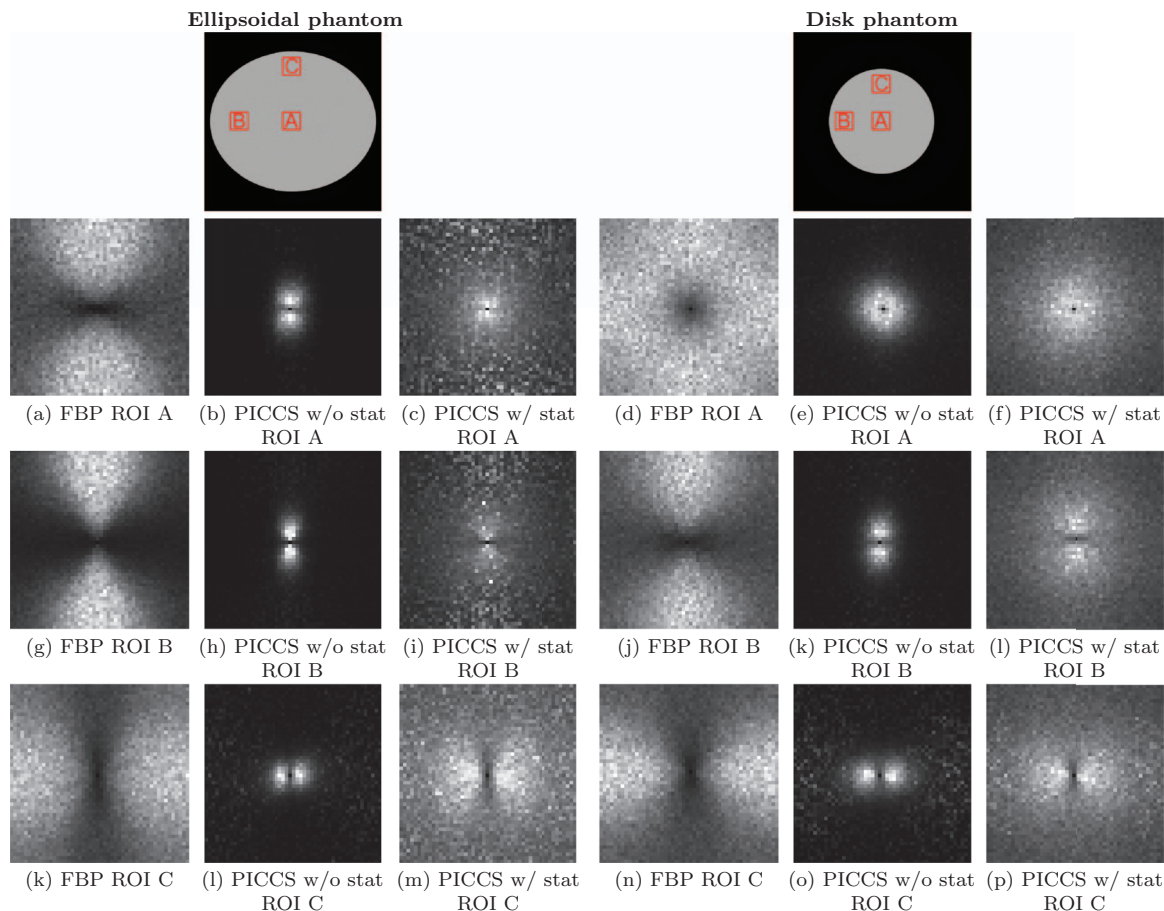 Ellipsoidal phantom
Disk phantom
C
B A
C
B A
(a) FBP ROI A
(b) PICCS w/o stat
ROI A
(c) PICCS w/ stat
ROI A
(d) FBP ROI A
(e) PICCS w/o stat
ROI A
(f) PICCS w/ stat
ROI A
(g) FBP ROI B
(h) PICCS w/o stat
ROI B
(i) PICCS w/ stat
ROI B
(j) FBP ROI B
(k) PICCS w/o stat
ROI B
(l) PICCS w/ stat
ROI B
(k) FBP ROI C
(l) PICCS w/o stat
ROI C
(m) PICCS w/ stat
ROI C
(n) FBP ROI C
(o) PICCS w/o stat
ROI C
(p) PICCS w/ stat
ROI C